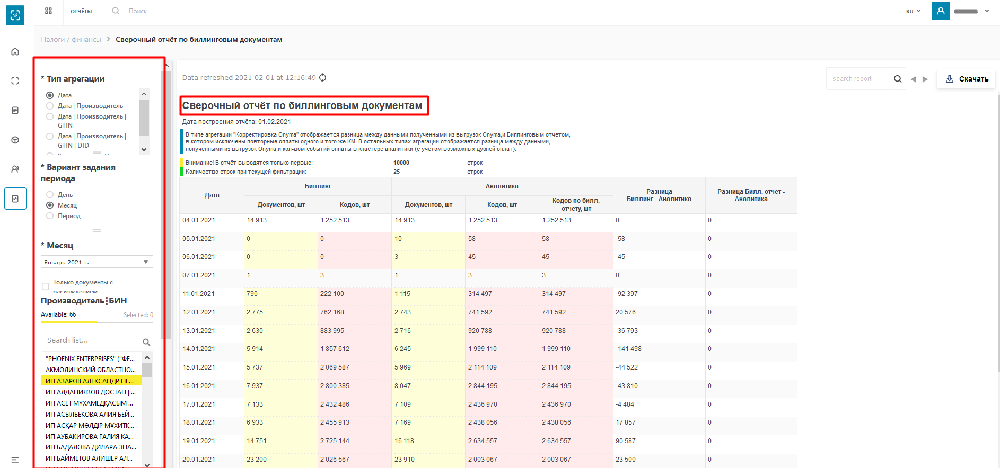 ОТЧЁТЫ
Поиск
RU
Налоги / финансы > Сверочный отчёт по биллинговым документам
* Тип агрегации
Дата
Дата | Производитель
Дата | Производитель |
GTIN
Дата | Производитель |
GTIN | DID
* Вариант задания
периода
День
Месяц
Период
* Месяц
Январь 2021 г.
Только документы с
расхождением
Производитель¦БИН
Available: 66 Selected: 0
Search list...
"PHOENIX ENTERPRISES" ("ФЕ...
АКМОЛИНСКИЙ ОБЛАСТНО...
ИП АЗАРОВ АЛЕКСАНДР ПЕ...
ИП АЛДАНИЯЗОВ ДОСТАН | ...
ИП АСЕТ МҰХАМЕДҚАСЫМ ...
ИП АСЫЛБЕКОВА АЛИЯ БЕЙ...
ИП АСҚАР МӨЛДІР МҰХИТҚ...
ИП АУБАКИРОВА ГАЛИЯ КА...
ИП БАДАЛОВА ДИЛАРА ЭНА...
ИП БАЙМЕТОВ АЛИШЕР АЛ...
Data refreshed 2021-02-01 at 12:16:49
search report
Скачать
Сверочный отчёт по биллинговым документам
Дата построения отчёта: 01.02.2021
В типе агрегации "Корректировка Onyma" отображается разница между данными,полученными из выгрузок Onyma,и Биллинговым отчетом,
в котором исключены повторные оплаты одного и того же КМ. В остальных типах агрегации отображается разница между данными,
полученными из выгрузок Onyma,и кол-вом событий оплаты в кластере аналитики (с учётом возможных дублей оплат).
Внимание! В отчёт выводятся только первые: 10000 строк
Количество строк при текущей фильтрации: 25 строк
Дата Биллинг Аналитика Разница Биллинг - Аналитика Разница Билл. отчет - Аналитика
Документов, шт Кодов, шт Документов, шт Кодов, шт Кодов по билл. отчету, шт
04.01.2021 14 913 1 252 513 14 913 1 252 513 1 252 513 0 0
05.01.2021 0 0 10 58 58 -58 0
06.01.2021 0 0 3 45 45 -45 0
07.01.2021 1 3 1 3 3 0 0
11.01.2021 790 222 100 1 115 314 497 314 497 -92 397 0
12.01.2021 2 775 762 168 2 743 741 592 741 592 20 576 0
13.01.2021 2 630 883 995 2 716 920 788 920 788 -36 793 0
14.01.2021 5 914 1 857 612 6 245 1 999 110 1 999 110 -141 498 0
15.01.2021 5 737 2 069 587 5 969 2 114 109 2 114 109 -44 522 0
16.01.2021 7 937 2 800 385 8 047 2 844 195 2 844 195 -43 810 0
17.01.2021 7 133 2 432 486 7 109 2 436 970 2 436 970 -4 484 0
18.01.2021 6 933 2 455 913 7 169 2 438 056 2 438 056 17 857 0
19.01.2021 14 751 2 725 144 16 118 2 634 557 2 634 557 90 587 0
20.01.2021 23 200 2 026 567 23 910 2 003 067 2 003 067 23 500 0